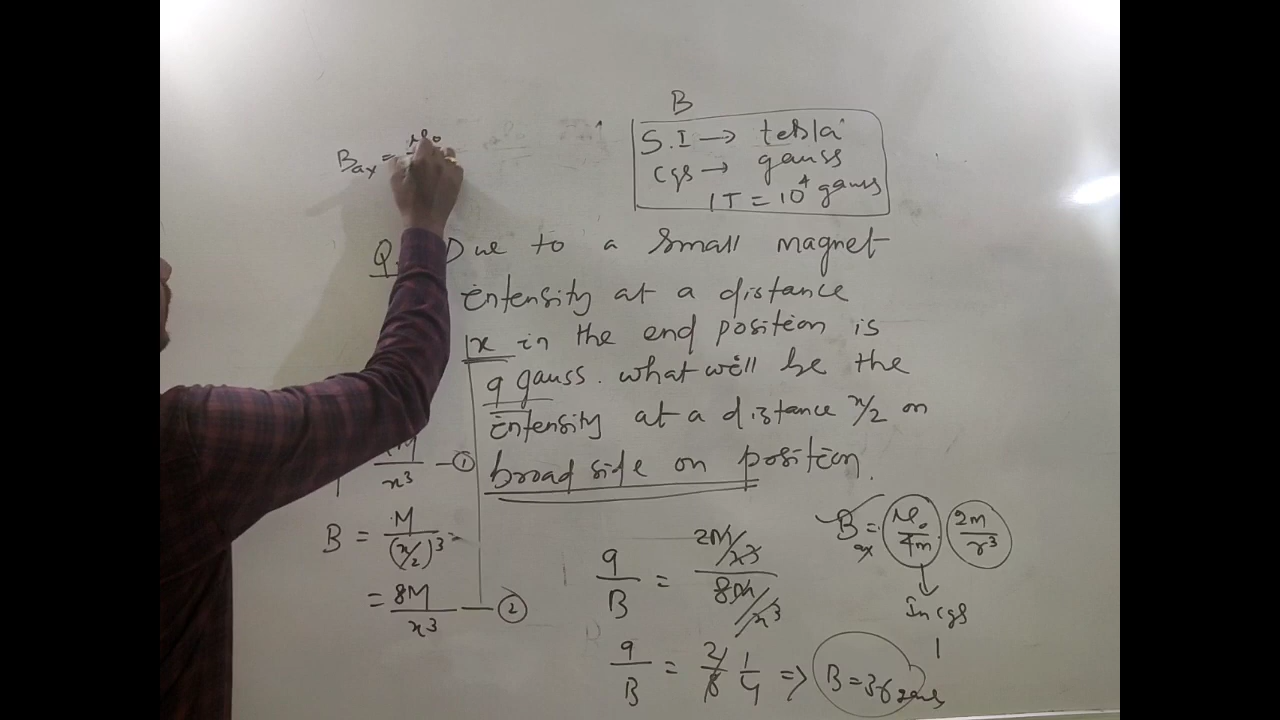 B
S.I → tesla
cgs → gauss
1T = 10⁴ gauss
B_ax = μ₀
Q. Due to a small magnet
intensity at a distance
x in the end position is
9 gauss. what will be the
intensity at a distance x/2 on
broad side on position.
M/x³ — ①
B = M/(x/2)³ =
= 8M/x³ — ②
9/B = 2M/x³ / 8M/x³
9/B = 2/8 1/4 ⇒ B = 36 gauss
B_ax = μ₀/4π · 2m/r³
↓
In cgs
1